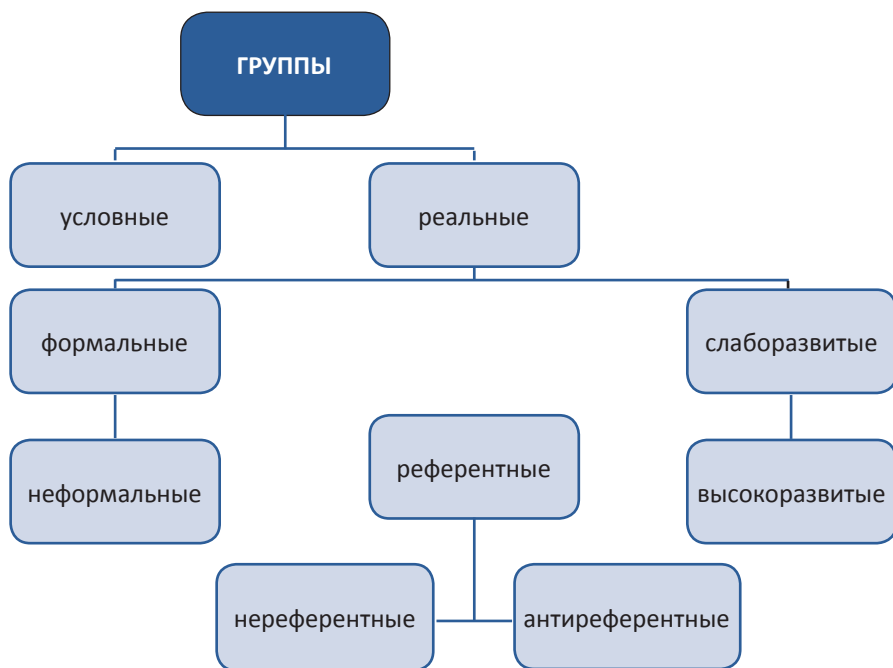 ГРУППЫ
условные
реальные
формальные
слаборазвитые
референтные
неформальные
высокоразвитые
нереферентные
антиреферентные